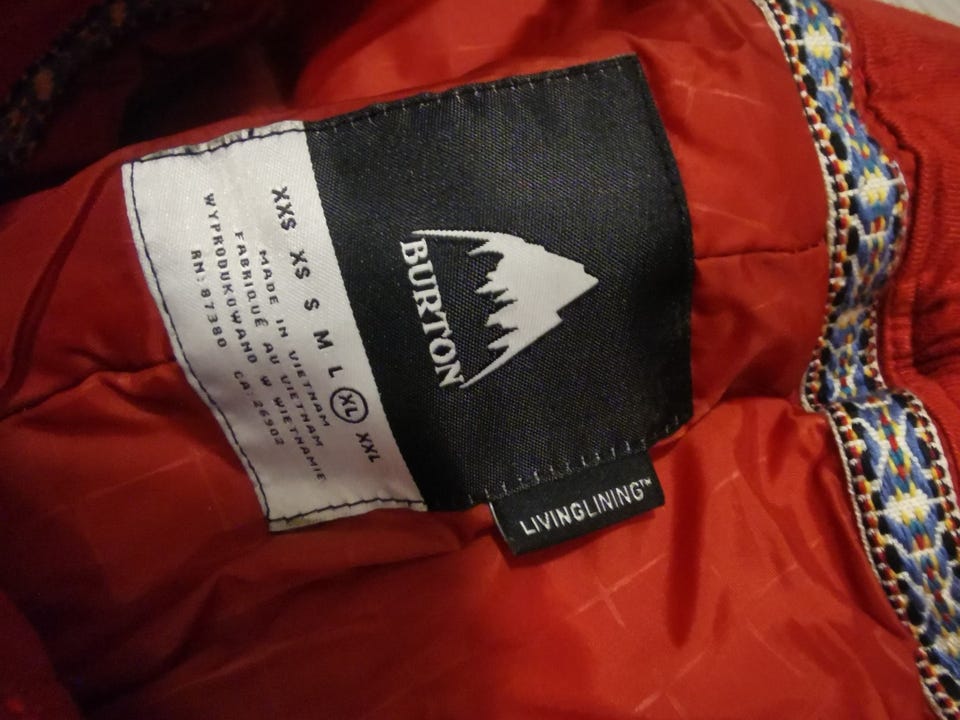 BURTON
XXS XS S M L XL XXL
MADE IN VIETNAM
FABRIQUÉ AU VIETNAM
WYPRODUKOWANO W WIETNAMIE
RN: 87380 CA: 26902
LIVINGLINING™